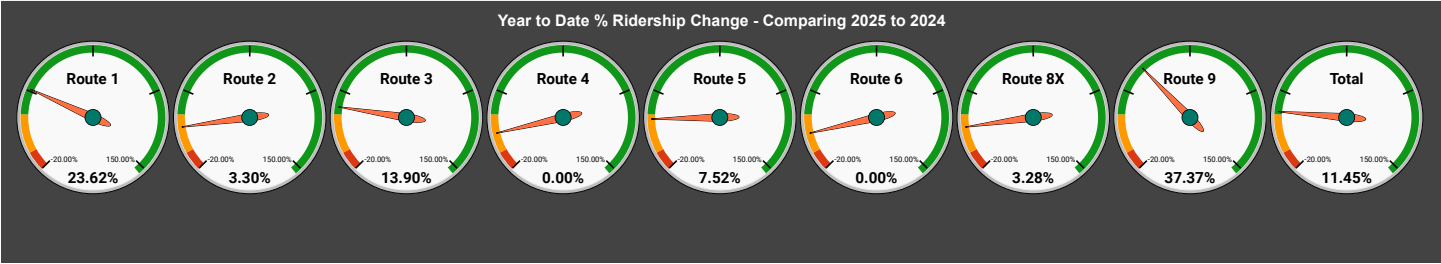 Year to Date % Ridership Change - Comparing 2025 to 2024
Route 1
-20.00% 150.00%
23.62%
Route 2
-20.00% 150.00%
3.30%
Route 3
-20.00% 150.00%
13.90%
Route 4
-20.00% 150.00%
0.00%
Route 5
-20.00% 150.00%
7.52%
Route 6
-20.00% 150.00%
0.00%
Route 8X
-20.00% 150.00%
3.28%
Route 9
-20.00% 150.00%
37.37%
Total
-20.00% 150.00%
11.45%